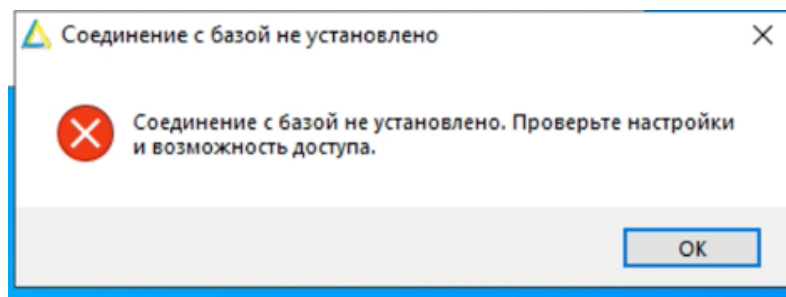 Соединение с базой не установлено
Соединение с базой не установлено. Проверьте настройки
и возможность доступа.
OK